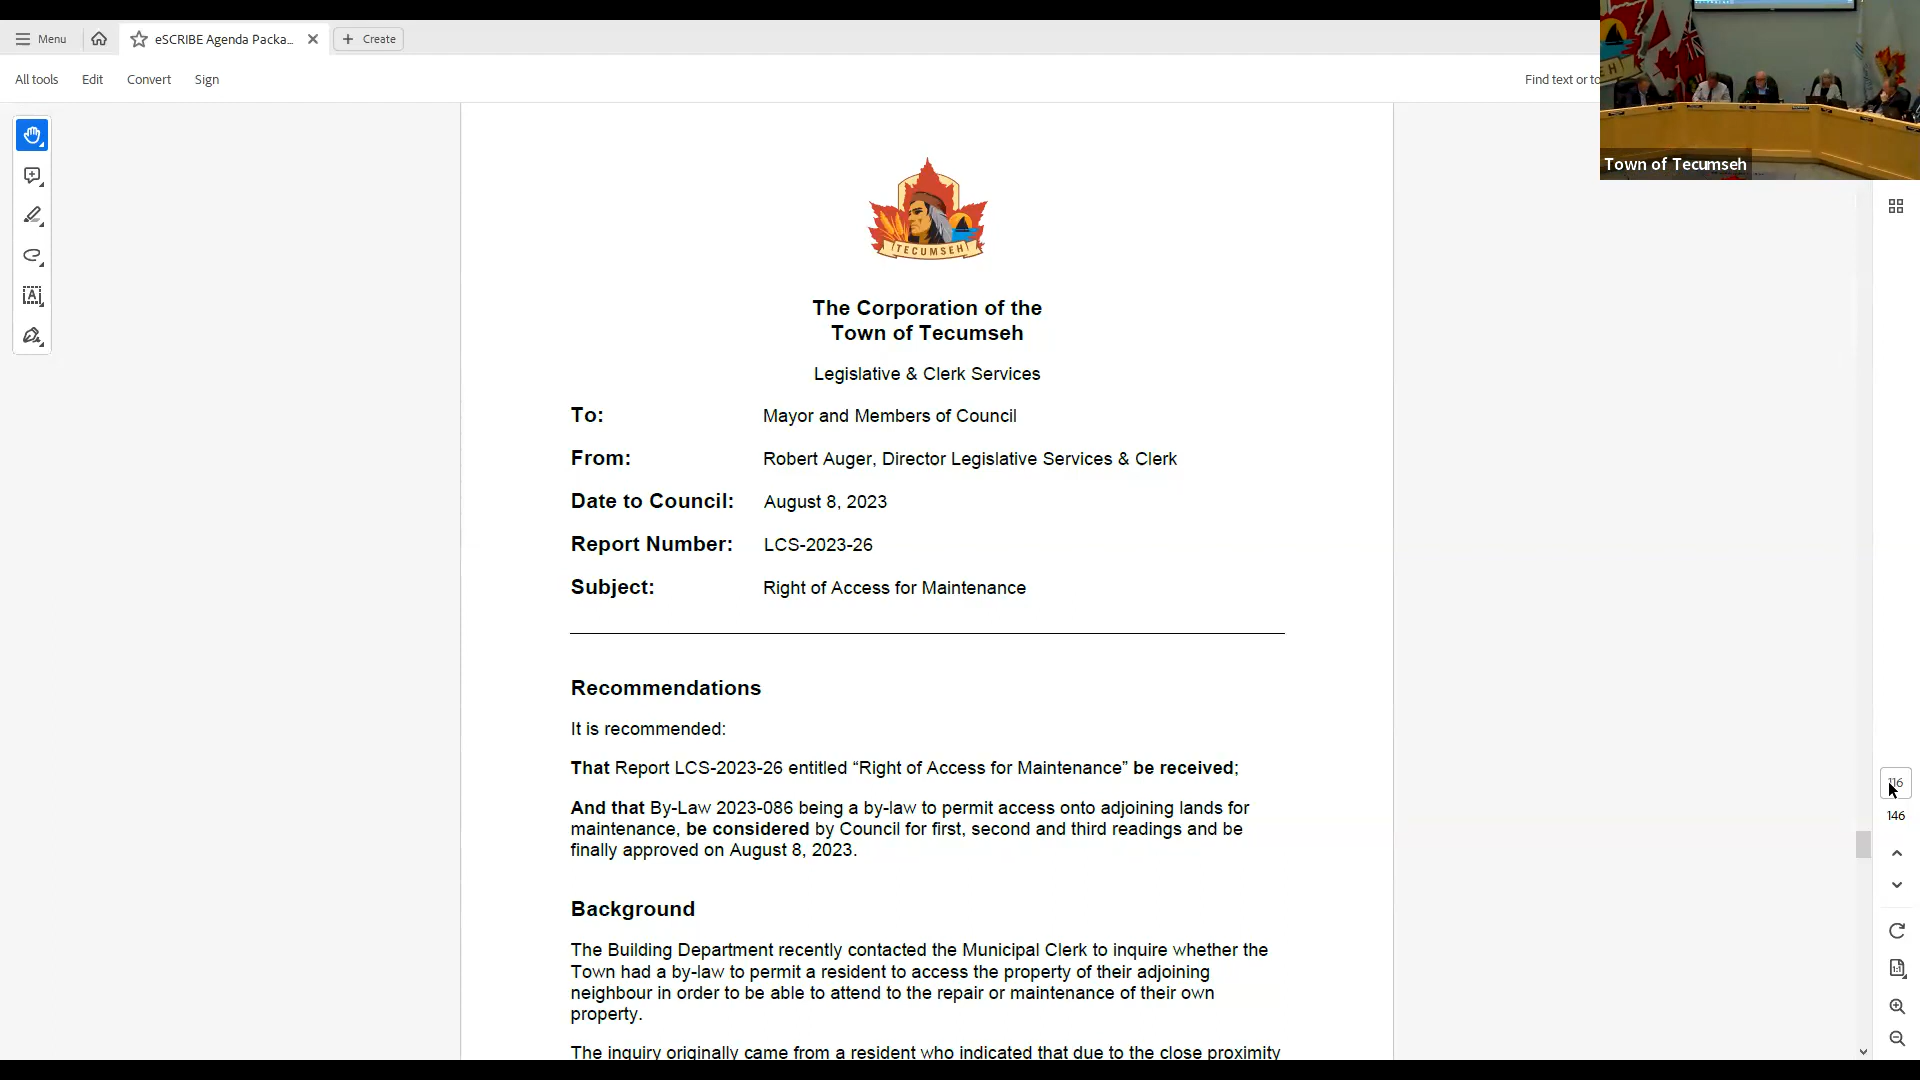 Menu
eSCRIBE Agenda Packa...
Create
All tools
Edit
Convert
Sign
Find text or to
Town of Tecumseh
TECUMSEH
The Corporation of the
Town of Tecumseh
Legislative & Clerk Services
To: Mayor and Members of Council
From: Robert Auger, Director Legislative Services & Clerk
Date to Council: August 8, 2023
Report Number: LCS-2023-26
Subject: Right of Access for Maintenance
Recommendations
It is recommended:
That Report LCS-2023-26 entitled “Right of Access for Maintenance” be received;
And that By-Law 2023-086 being a by-law to permit access onto adjoining lands for
maintenance, be considered by Council for first, second and third readings and be
finally approved on August 8, 2023.
Background
The Building Department recently contacted the Municipal Clerk to inquire whether the
Town had a by-law to permit a resident to access the property of their adjoining
neighbour in order to be able to attend to the repair or maintenance of their own
property.
The inquiry originally came from a resident who indicated that due to the close proximity
116
146